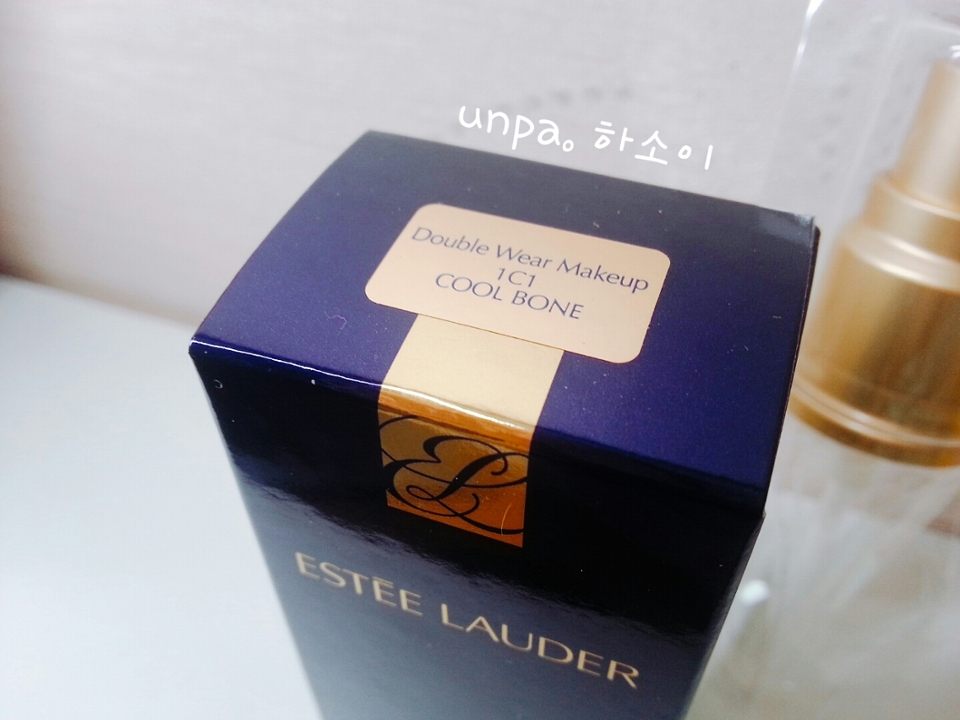 unpa. 하소이
Double Wear Makeup
1C1
COOL BONE
ESTĒE LAUDER